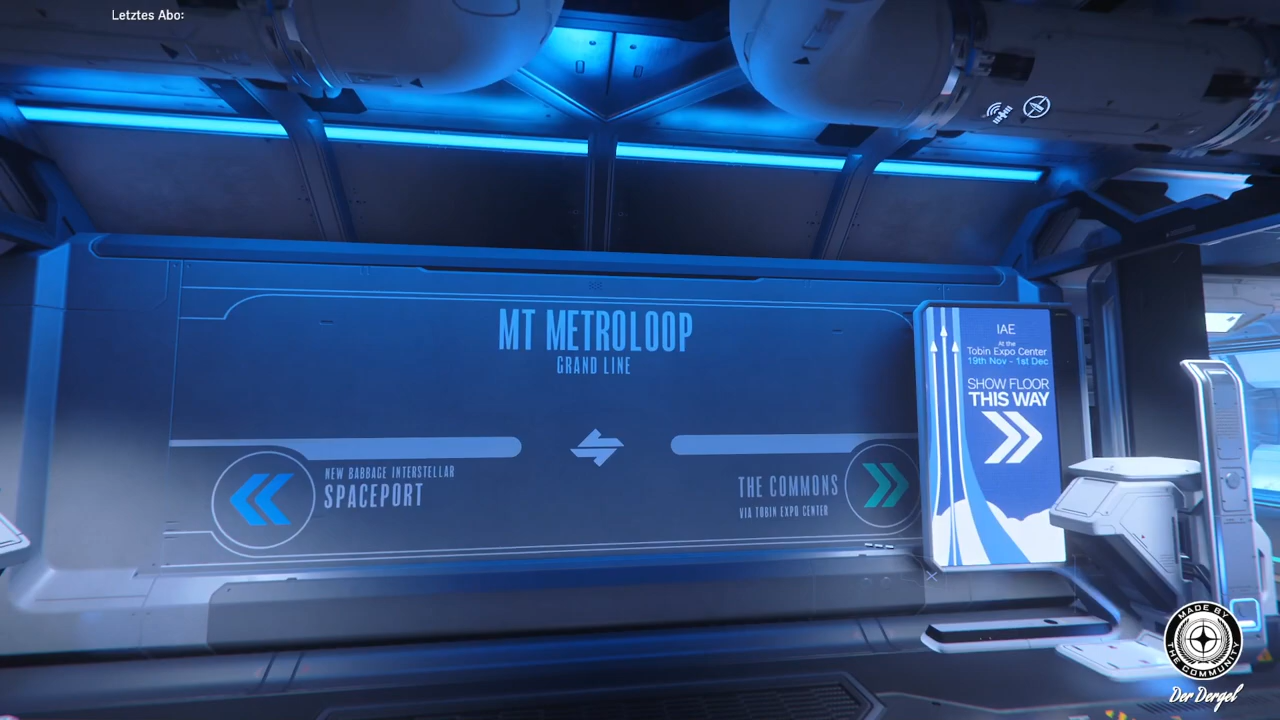 Letztes Abo:
MT METROLOOP
GRAND LINE
NEW BABBAGE INTERSTELLAR
SPACEPORT
THE COMMONS
VIA TOBIN EXPO CENTER
IAE
At the
Tobin Expo Center
19th Nov - 1st Dec
SHOW FLOOR
THIS WAY
MADE BY
THE COMMUNITY
Der Dergel